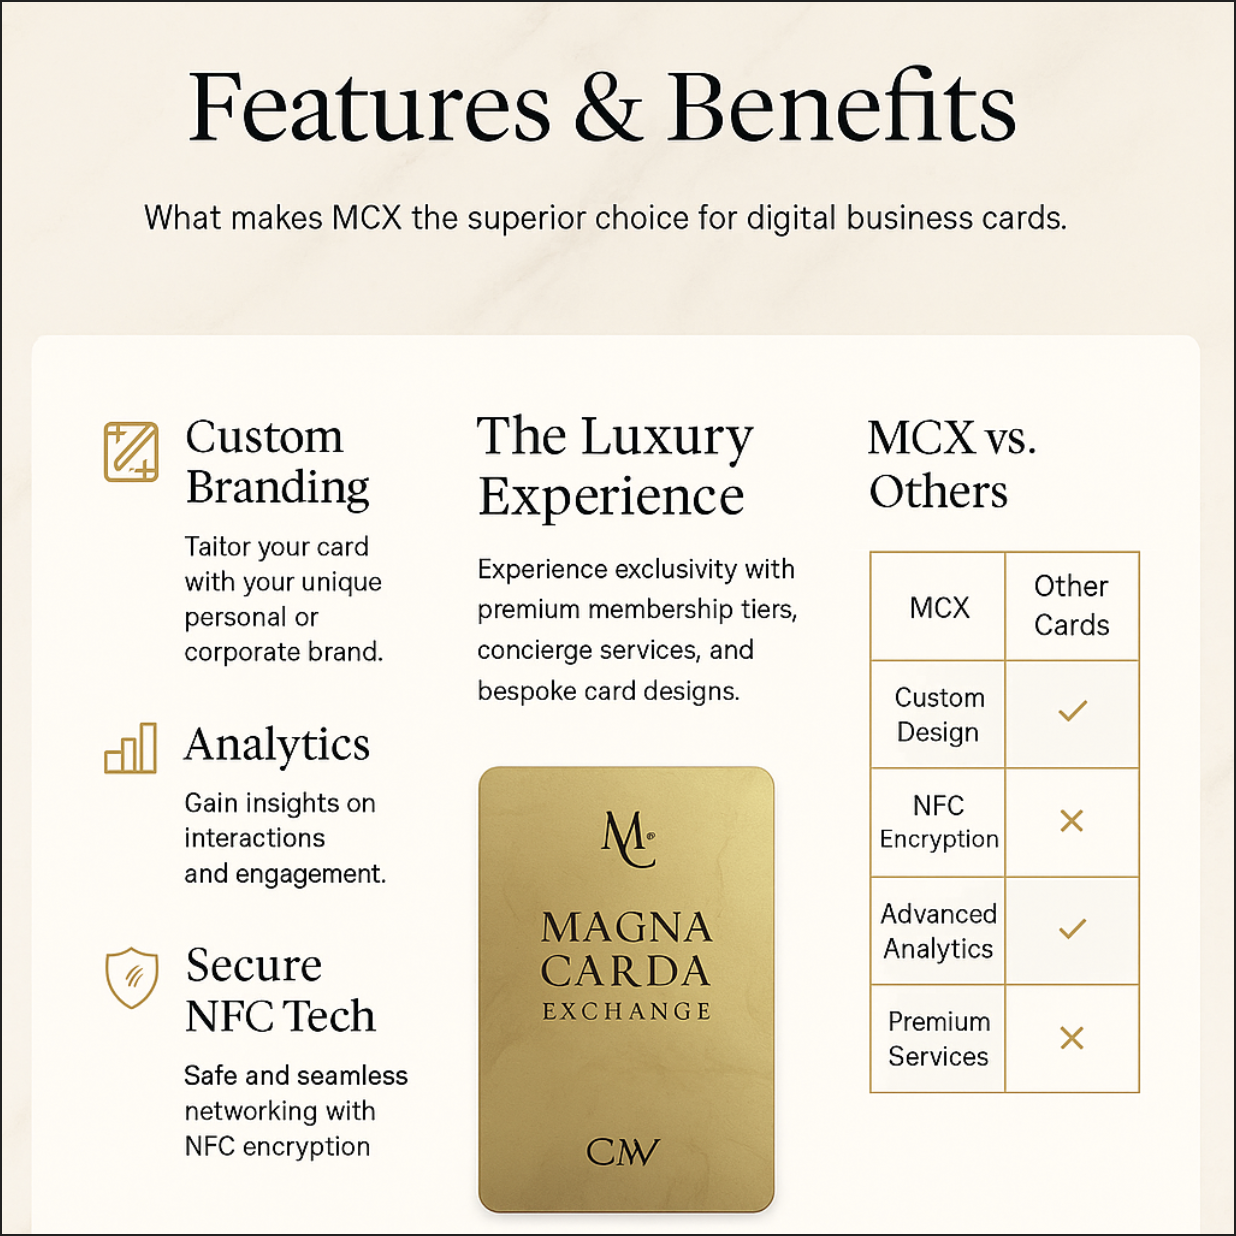 Features & Benefits
What makes MCX the superior choice for digital business cards.
Custom
Branding
Taitor your card
with your unique
personal or
corporate brand.
Analytics
Gain insights on
interactions
and engagement.
Secure
NFC Tech
Safe and seamless
networking with
NFC encryption
The Luxury
Experience
Experience exclusivity with
premium membership tiers,
concierge services, and
bespoke card designs.
MC®
MAGNA
CARDA
EXCHANGE
CW
MCX vs.
Others
MCX
Other
Cards
Custom
Design
NFC
Encryption
Advanced
Analytics
Premium
Services